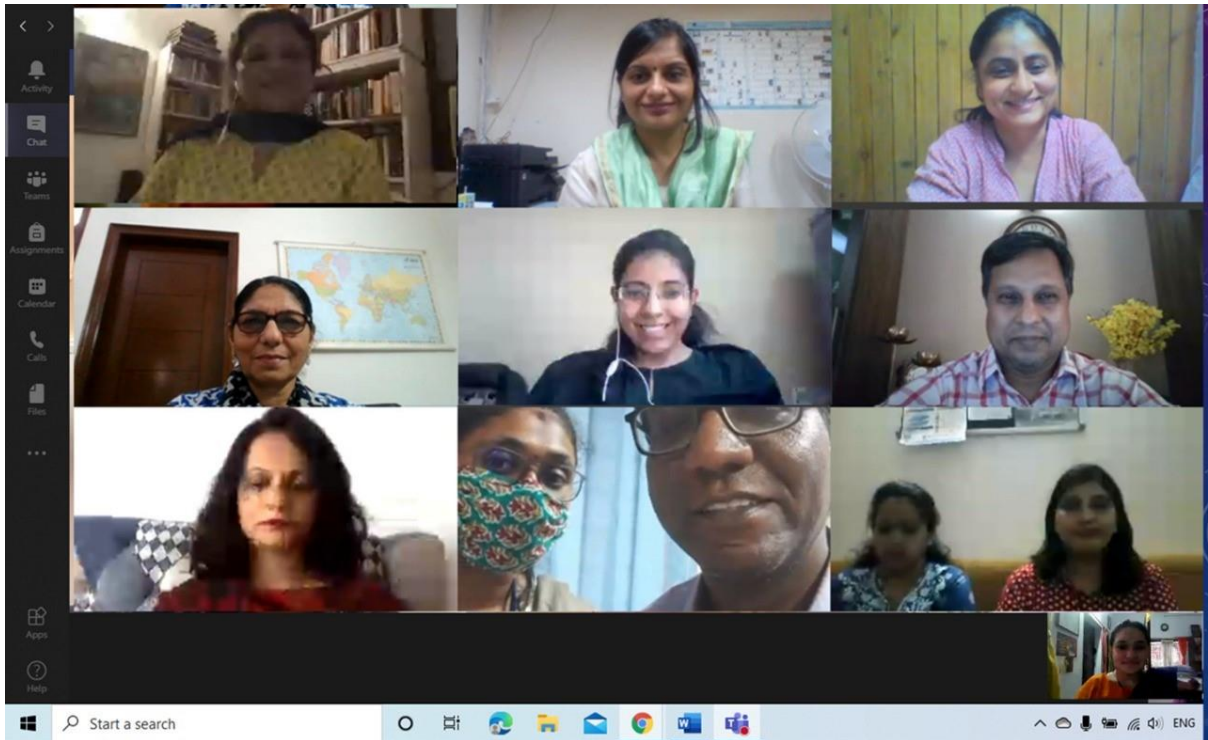 Activity
Chat
Teams
Assignments
Calendar
Calls
Files
Apps
Help
Start a search
ENG